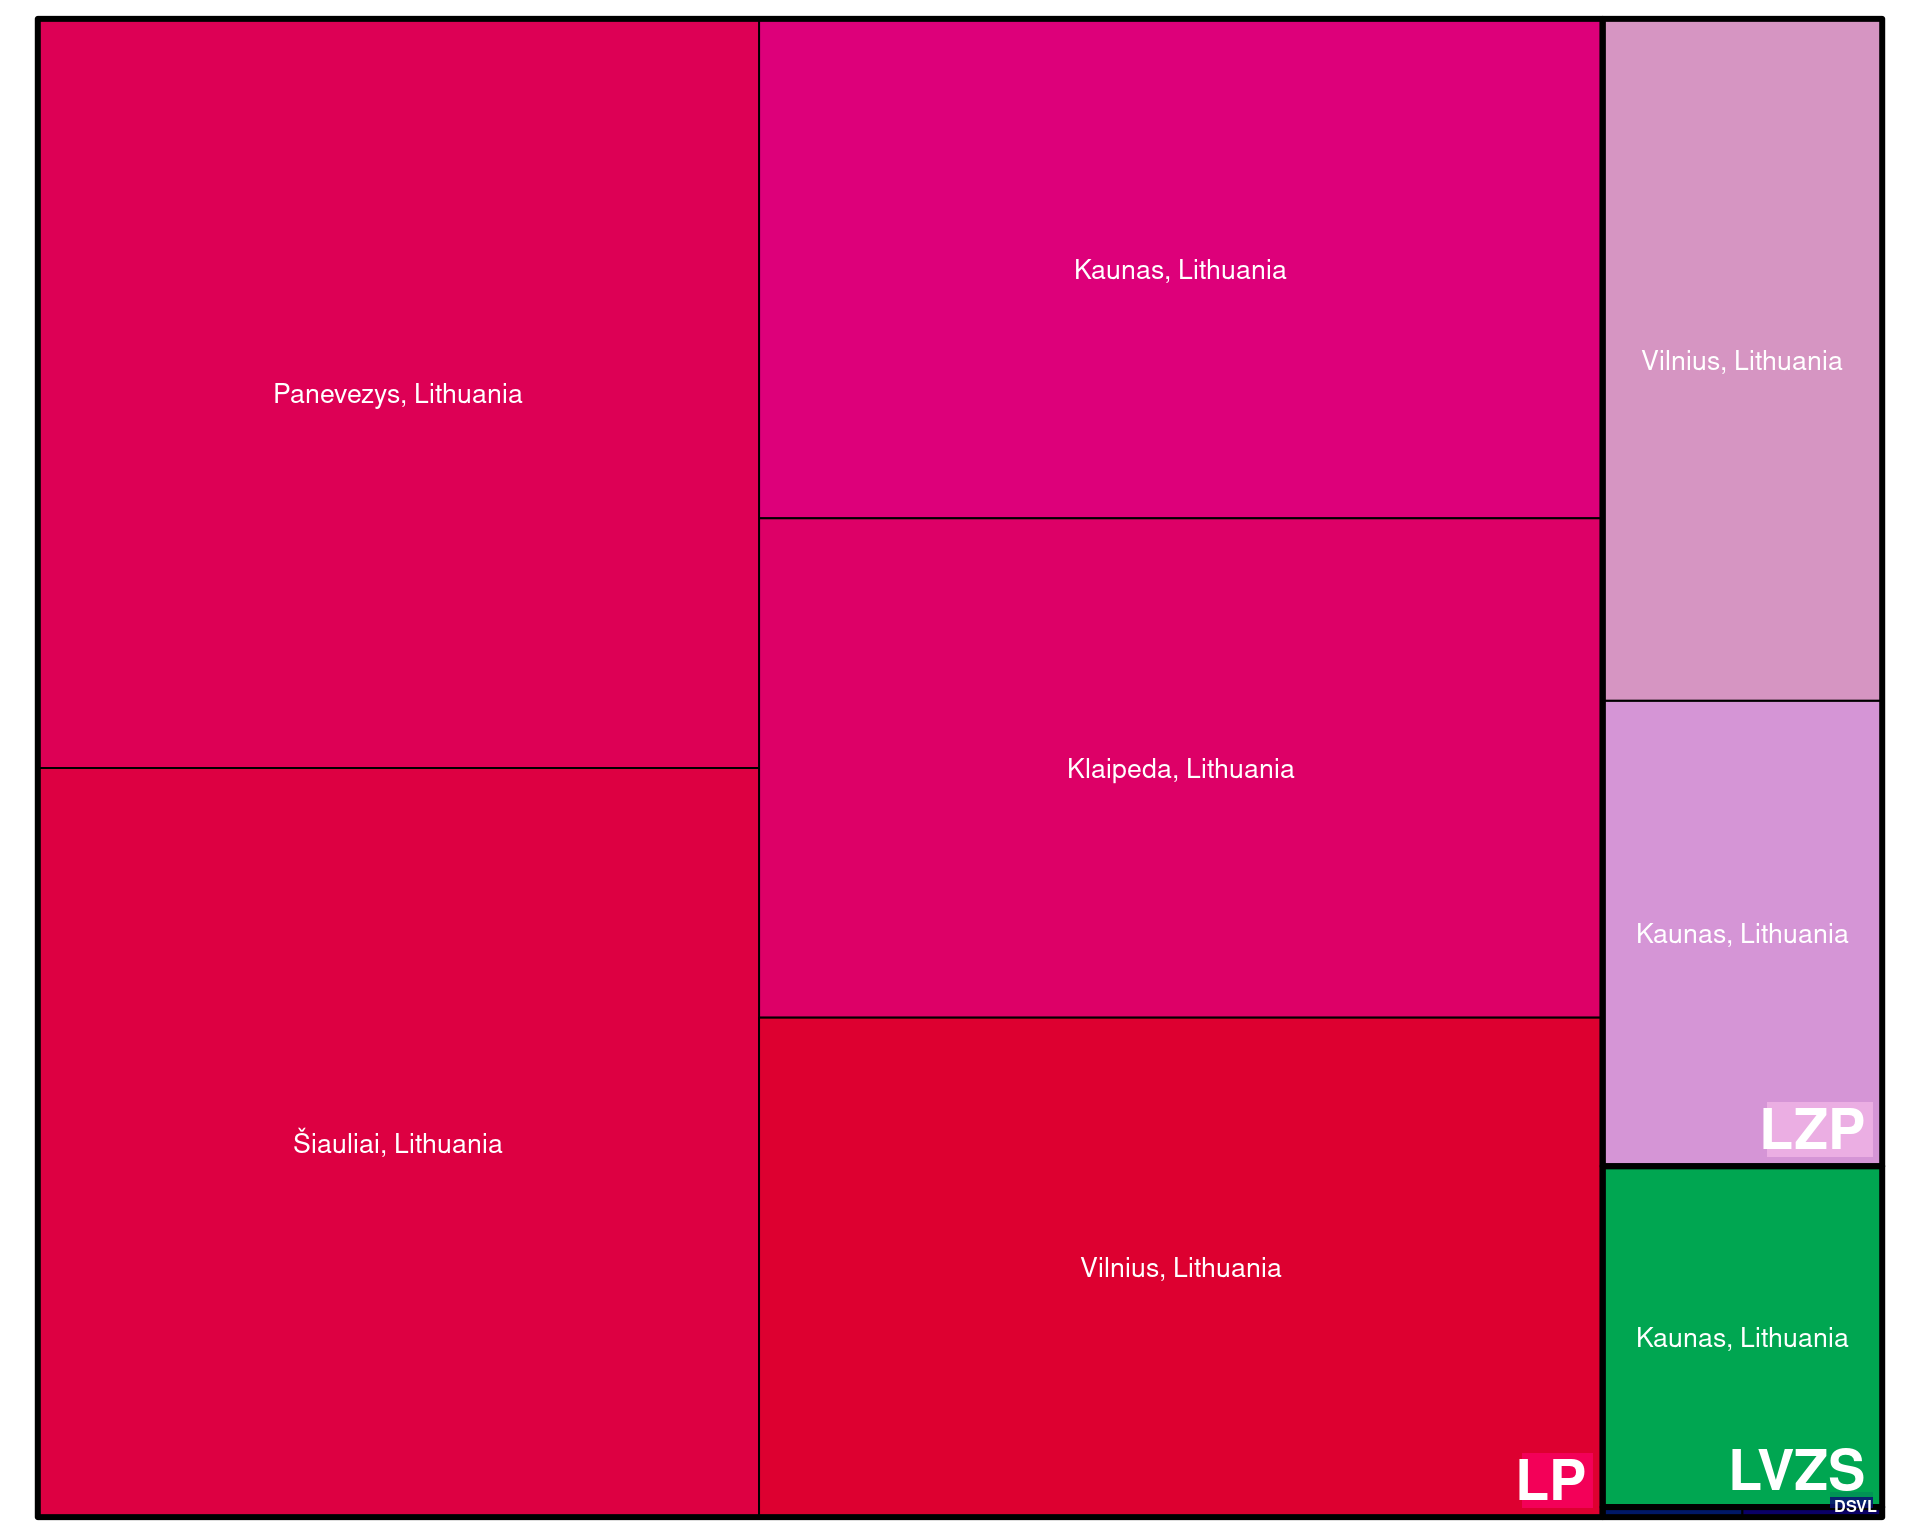 Panevezys, Lithuania
Šiauliai, Lithuania
Kaunas, Lithuania
Klaipeda, Lithuania
Vilnius, Lithuania
LP
Vilnius, Lithuania
Kaunas, Lithuania
LZP
Kaunas, Lithuania
LVZS
DSVL